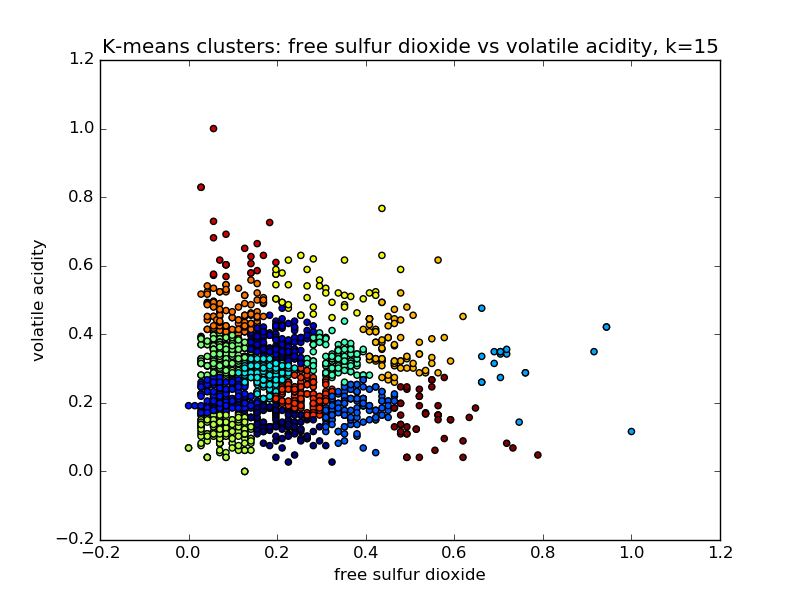 K-means clusters: free sulfur dioxide vs volatile acidity, k=15
1.2
1.0
0.8
0.6
0.4
0.2
0.0
−0.2
volatile acidity
−0.2 0.0 0.2 0.4 0.6 0.8 1.0 1.2
free sulfur dioxide